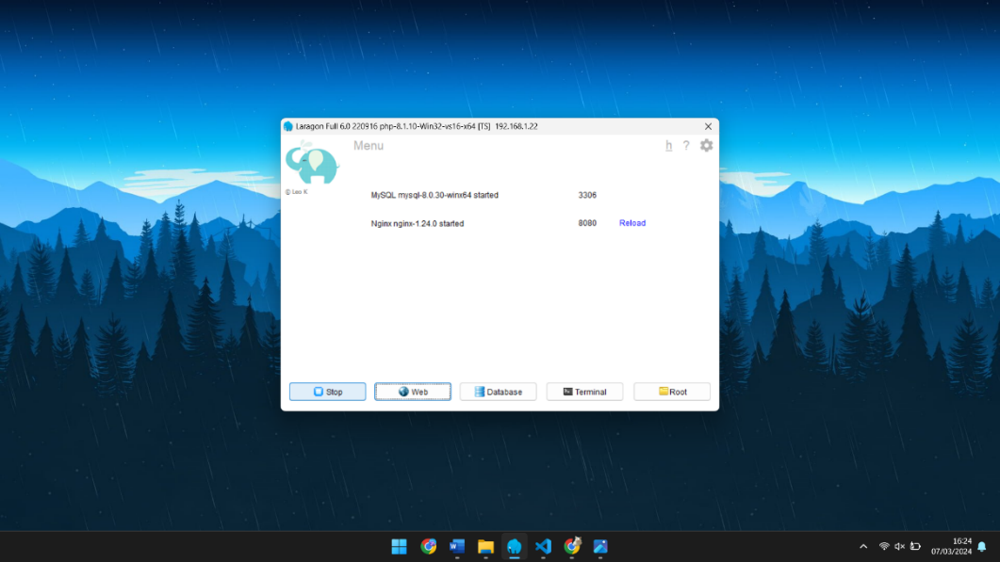 Laragon Full 6.0 220916 php-8.1.10-Win32-vs16-x64 [TS] 192.168.1.22
Menu
h ?
© Leo K
MySQL mysql-8.0.30-winx64 started 3306
Nginx nginx-1.24.0 started 8080 Reload
Stop Web Database Terminal Root
16:24
07/03/2024